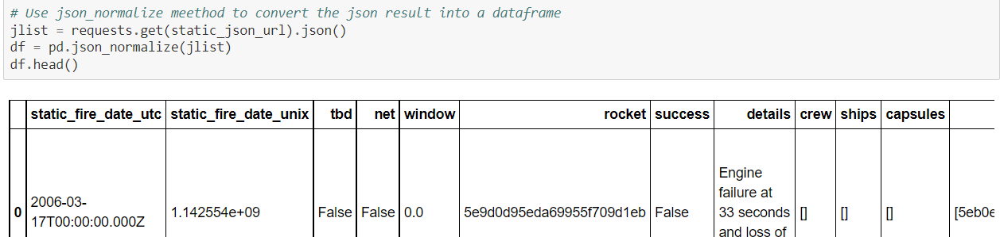 # Use json_normalize meethod to convert the json result into a dataframe
jlist = requests.get(static_json_url).json()
df = pd.json_normalize(jlist)
df.head()
static_fire_date_utc static_fire_date_unix tbd net window rocket success details crew ships capsules
0 2006-03-17T00:00:00.000Z 1.142554e+09 False False 0.0 5e9d0d95eda69955f709d1eb False Engine failure at 33 seconds and loss of [] [] [] [5eb0e